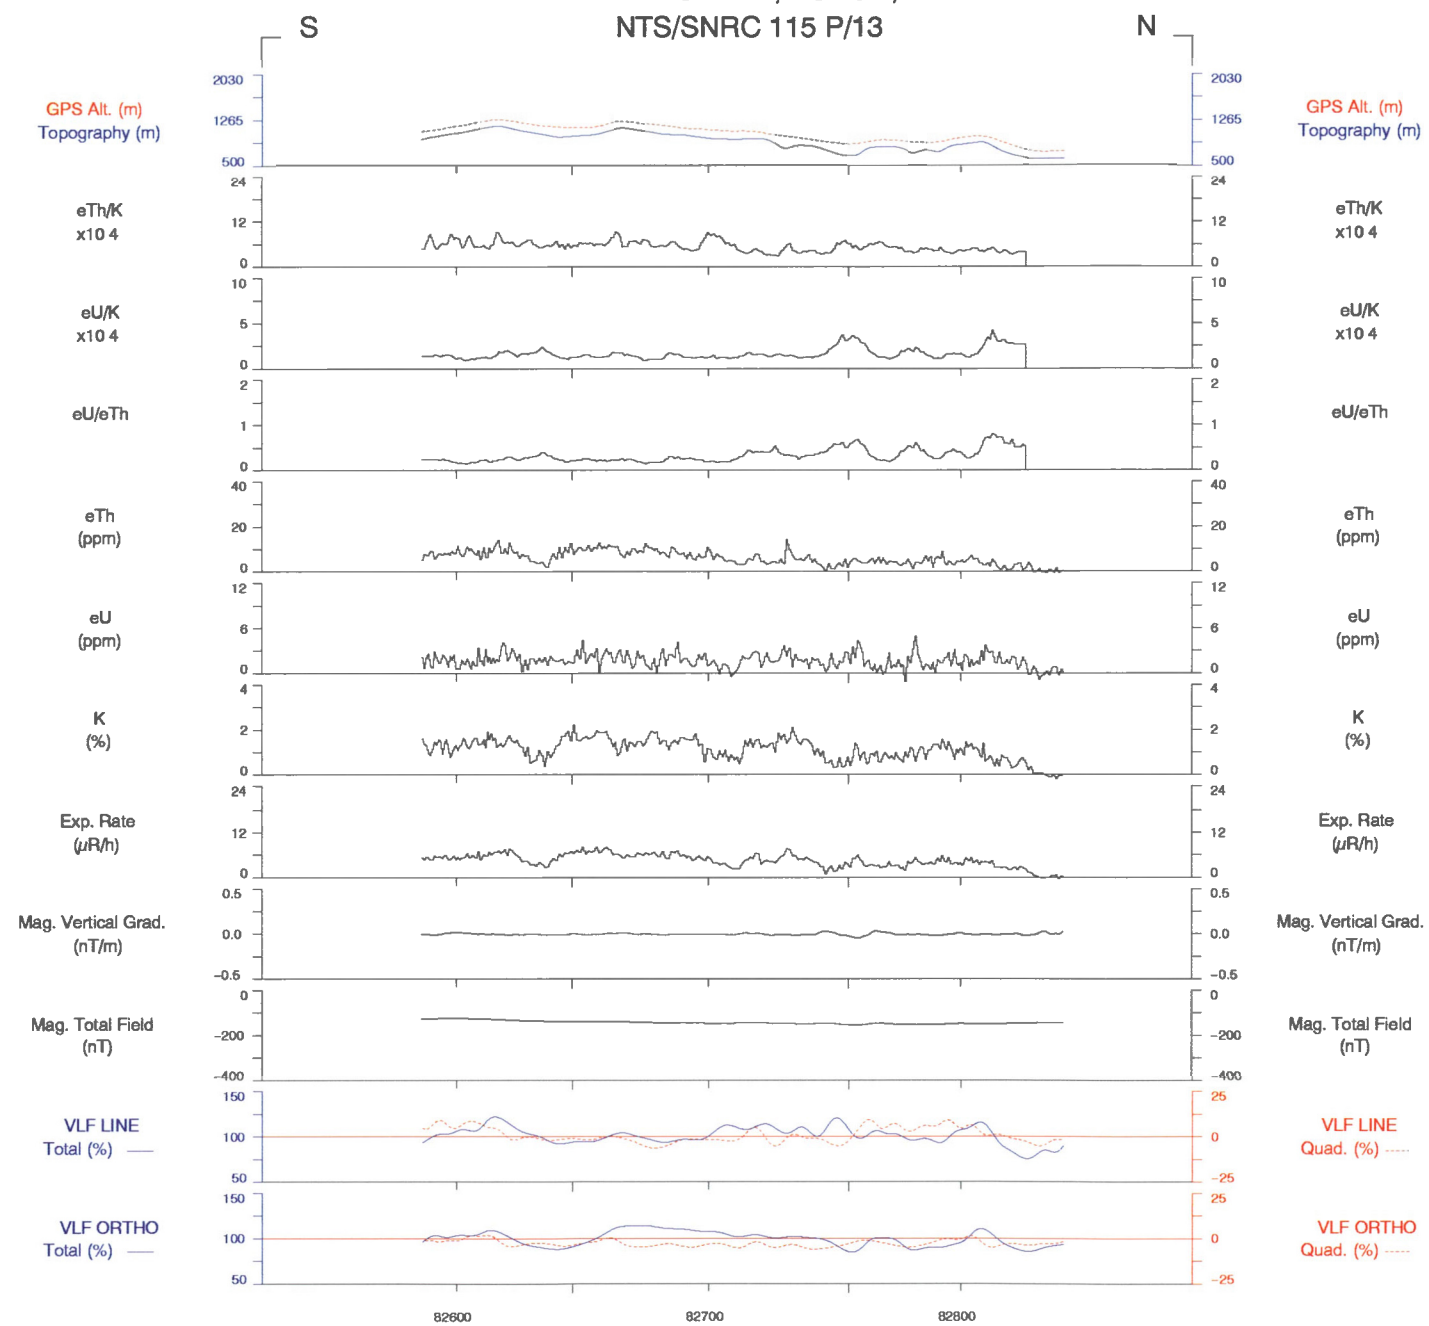 S NTS/SNRC 115 P/13 N
GPS Alt. (m)
Topography (m)
2030
1265
500
2030
1265
500
GPS Alt. (m)
Topography (m)
eTh/K
x10 4
24
12
0
24
12
0
eTh/K
x10 4
eU/K
x10 4
10
5
0
10
5
0
eU/K
x10 4
eU/eTh
2
1
0
2
1
0
eU/eTh
eTh
(ppm)
40
20
0
40
20
0
eTh
(ppm)
eU
(ppm)
12
6
0
12
6
0
eU
(ppm)
K
(%)
4
2
0
4
2
0
K
(%)
Exp. Rate
(µR/h)
24
12
0
24
12
0
Exp. Rate
(µR/h)
Mag. Vertical Grad.
(nT/m)
0.5
0.0
-0.5
0.5
0.0
-0.5
Mag. Vertical Grad.
(nT/m)
Mag. Total Field
(nT)
0
-200
-400
0
-200
-400
Mag. Total Field
(nT)
VLF LINE
Total (%)
150
100
50
25
0
-25
VLF LINE
Quad. (%)
VLF ORTHO
Total (%)
150
100
50
25
0
-25
VLF ORTHO
Quad. (%)
82600 82700 82800